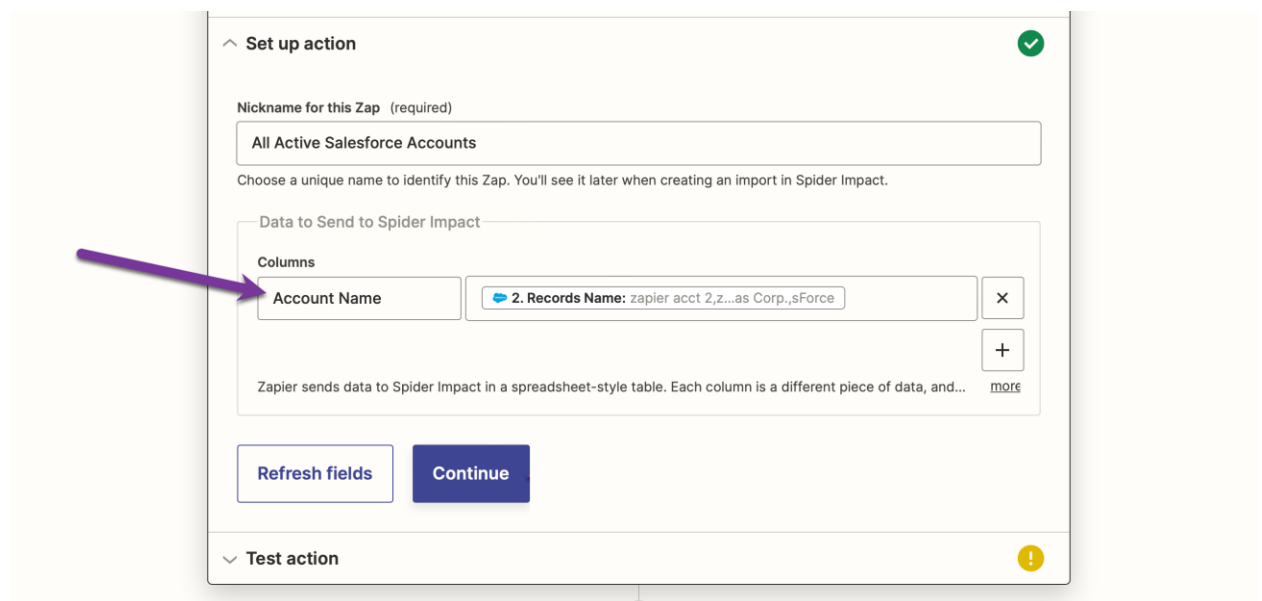 Set up action
Nickname for this Zap (required)
All Active Salesforce Accounts
Choose a unique name to identify this Zap. You'll see it later when creating an import in Spider Impact.
Data to Send to Spider Impact
Columns
Account Name
2. Records Name: zapier acct 2,z...as Corp.,sForce
Zapier sends data to Spider Impact in a spreadsheet-style table. Each column is a different piece of data, and... more
Refresh fields
Continue
Test action